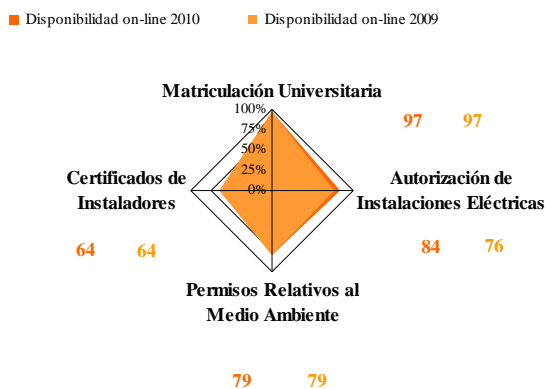 Disponibilidad on-line 2010 Disponibilidad on-line 2009
Matriculación Universitaria
97 97
100%
75%
50%
25%
0%
Certificados de
Instaladores
64 64
Autorización de
Instalaciones Eléctricas
84 76
Permisos Relativos al
Medio Ambiente
79 79